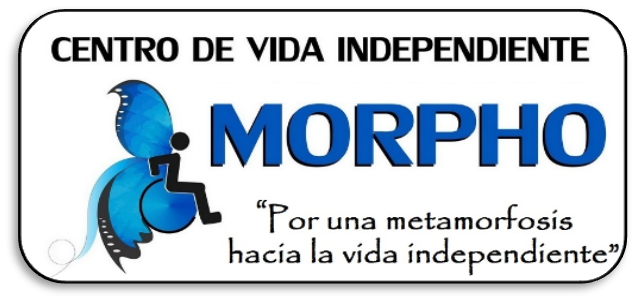 CENTRO DE VIDA INDEPENDIENTE
MORPHO
“Por una metamorfosis
hacia la vida independiente”